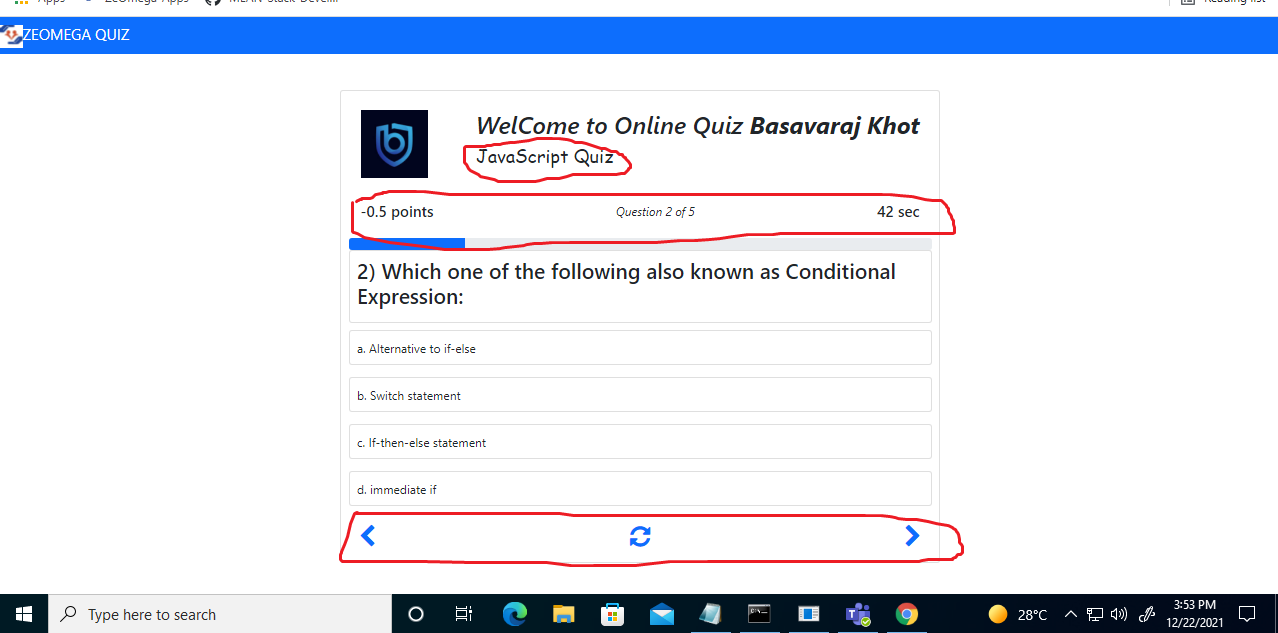 Apps ZeOmega Apps MEAN Stack Devel... Reading list
ZEOMEGA QUIZ
WelCome to Online Quiz Basavaraj Khot
JavaScript Quiz
-0.5 points Question 2 of 5 42 sec
2) Which one of the following also known as Conditional
Expression:
a. Alternative to if-else
b. Switch statement
c. If-then-else statement
d. immediate if
Type here to search 28°C 3:53 PM
12/22/2021